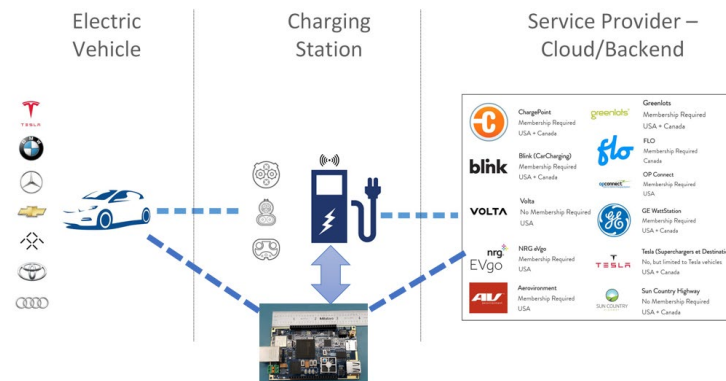 Electric
Vehicle
Charging
Station
Service Provider –
Cloud/Backend
TESLA
ChargePoint
Membership Required
USA + Canada
blink
Blink (CarCharging)
Membership Required
USA + Canada
VOLTA
Volta
No Membership Required
USA
nrg
EVgo
NRG eVgo
Membership Required
USA
AV
Aerovironment
Membership Required
USA
greenlots
Greenlots
Membership Required
USA + Canada
flo
FLO
Membership Required
Canada
opconnect
OP Connect
Membership Required
USA
GE
GE WattStation
Membership Required
USA + Canada
TESLA
Tesla (Superchargers et Destinati
No, but limited to Tesla vehicles
USA + Canada
SUN COUNTRY
Sun Country Highway
No Membership Required
USA + Canada